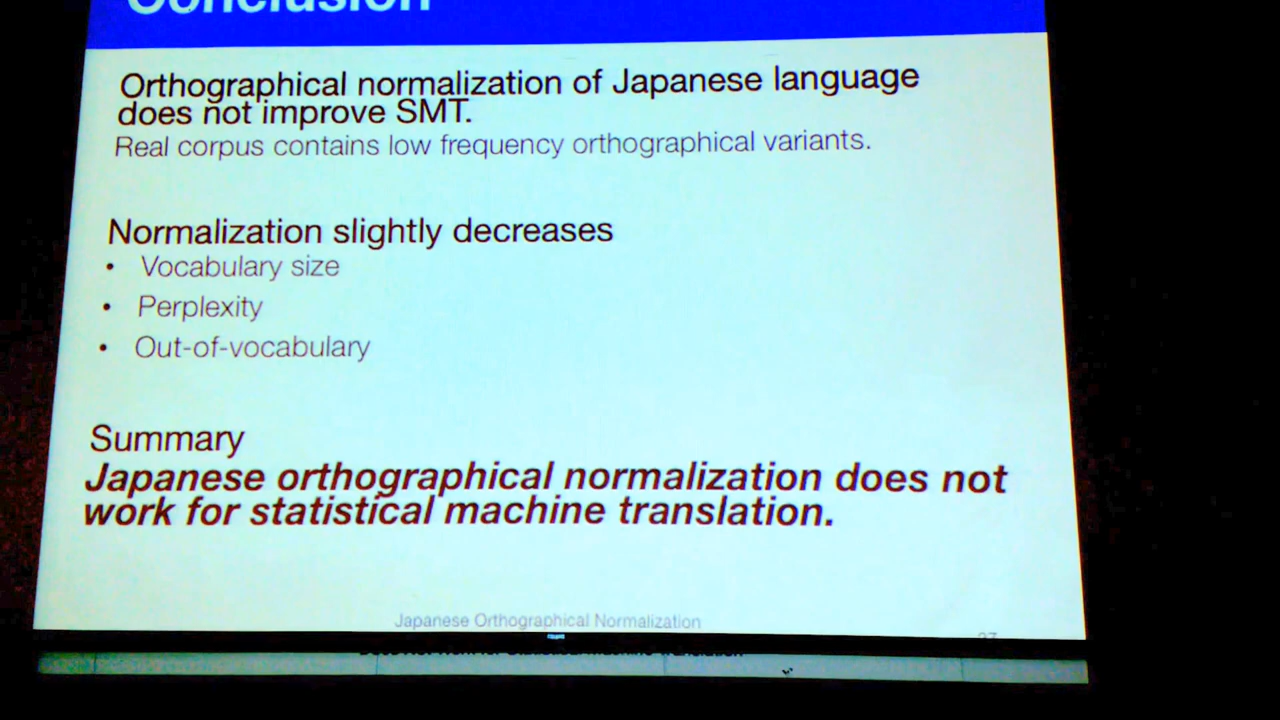 Conclusion
Orthographical normalization of Japanese language
does not improve SMT.
Real corpus contains low frequency orthographical variants.
Normalization slightly decreases
• Vocabulary size
• Perplexity
• Out-of-vocabulary
Summary
Japanese orthographical normalization does not
work for statistical machine translation.
Japanese Orthographical Normalization